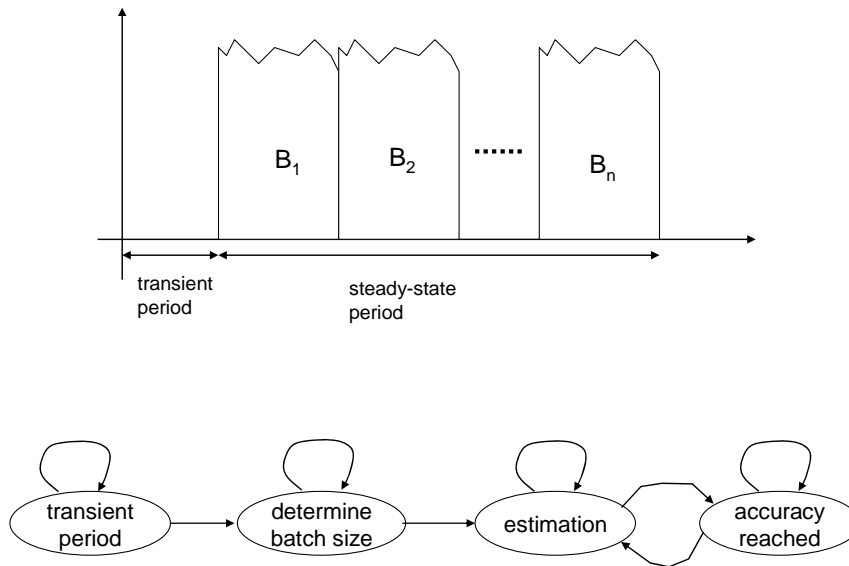 B1
B2
......
Bn
transient
period
steady-state
period
transient
period
determine
batch size
estimation
accuracy
reached